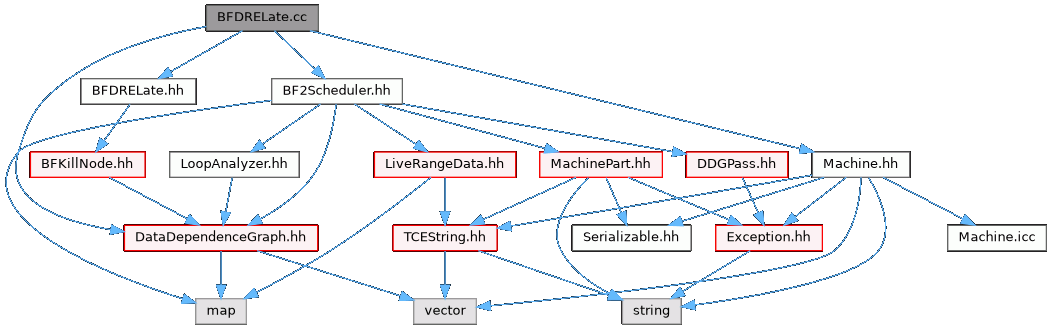 BFDRELate.cc
BFDRELate.hh
BF2Scheduler.hh
BFKillNode.hh
LoopAnalyzer.hh
LiveRangeData.hh
MachinePart.hh
DDGPass.hh
Machine.hh
DataDependenceGraph.hh
TCEString.hh
Serializable.hh
Exception.hh
Machine.icc
map
vector
string